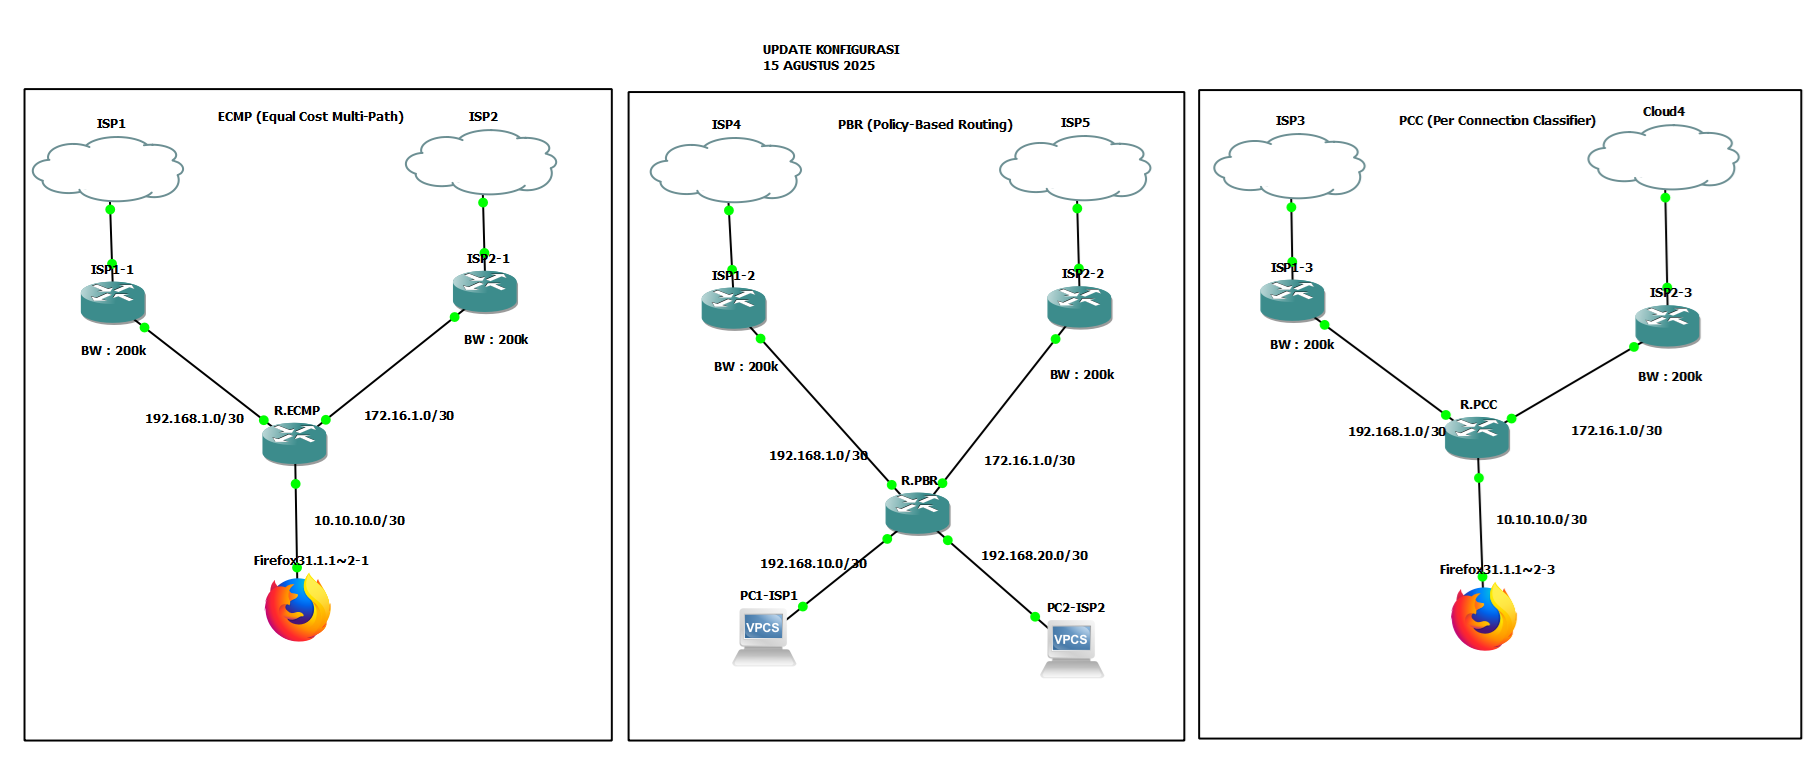 UPDATE KONFIGURASI
15 AGUSTUS 2025
ISP1
ECMP (Equal Cost Multi-Path)
ISP2
ISP1-1
ISP2-1
BW : 200k
BW : 200k
192.168.1.0/30
R.ECMP
172.16.1.0/30
10.10.10.0/30
Firefox31.1.1~2-1
ISP4
PBR (Policy-Based Routing)
ISP5
ISP1-2
ISP2-2
BW : 200k
BW : 200k
192.168.1.0/30
172.16.1.0/30
R.PBR
192.168.10.0/30
192.168.20.0/30
PC1-ISP1
PC2-ISP2
VPCS
VPCS
ISP3
PCC (Per Connection Classifier)
Cloud4
ISP1-3
ISP2-3
BW : 200k
BW : 200k
R.PCC
192.168.1.0/30
172.16.1.0/30
10.10.10.0/30
Firefox31.1.1~2-3